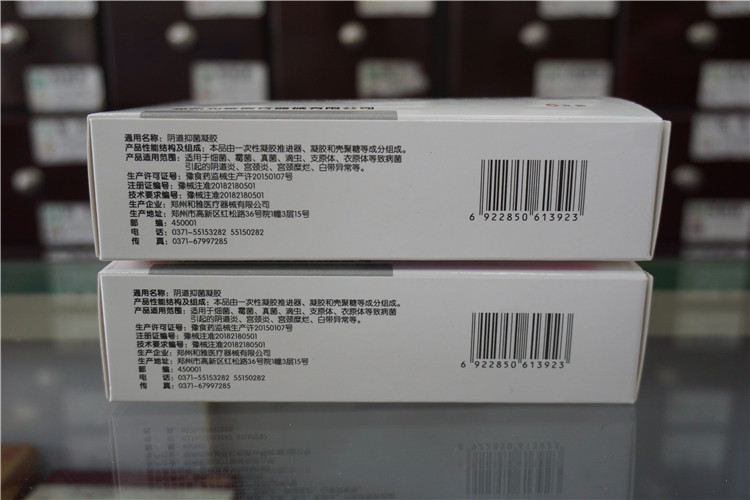 郑州和雅医疗器械有限公司
通用名称：阴道抑菌凝胶
产品性能结构及组成：本品由一次性凝胶推进器、凝胶和壳聚糖等成分组成。
产品适用范围：适用于细菌、霉菌、真菌、滴虫、支原体、衣原体等致病菌
引起的阴道炎、宫颈炎、宫颈糜烂、白带异常等。
生产许可证号：豫食药监械生产许20150107号
注册证编号：豫械注准20182180501
技术要求编号：豫械注准20182180501
生产企业：郑州和雅医疗器械有限公司
生产地址：郑州市高新区红松路36号院1幢3层15号
邮 编：450001
电 话：0371-55153282 55150282
传 真：0371-67997285
6 922850 613923
通用名称：阴道抑菌凝胶
产品性能结构及组成：本品由一次性凝胶推进器、凝胶和壳聚糖等成分组成。
产品适用范围：适用于细菌、霉菌、真菌、滴虫、支原体、衣原体等致病菌
引起的阴道炎、宫颈炎、宫颈糜烂、白带异常等。
生产许可证号：豫食药监械生产许20150107号
注册证编号：豫械注准20182180501
技术要求编号：豫械注准20182180501
生产企业：郑州和雅医疗器械有限公司
生产地址：郑州市高新区红松路36号院1幢3层15号
邮 编：450001
电 话：0371-55153282 55150282
传 真：0371-67997285
6 922850 613923